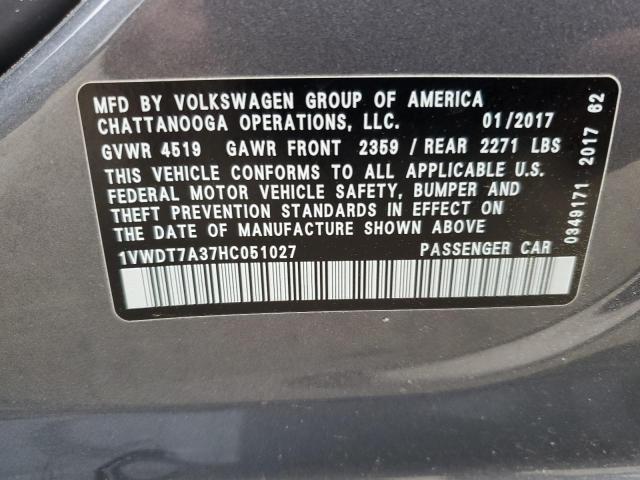 MFD BY VOLKSWAGEN GROUP OF AMERICA
CHATTANOOGA OPERATIONS, LLC. 01/2017
GVWR 4519 GAWR FRONT 2359 / REAR 2271 LBS
THIS VEHICLE CONFORMS TO ALL APPLICABLE U.S.
FEDERAL MOTOR VEHICLE SAFETY, BUMPER AND
THEFT PREVENTION STANDARDS IN EFFECT ON
THE DATE OF MANUFACTURE SHOWN ABOVE.
1VWDT7A37HC051027 PASSENGER CAR
0349171 2017 62